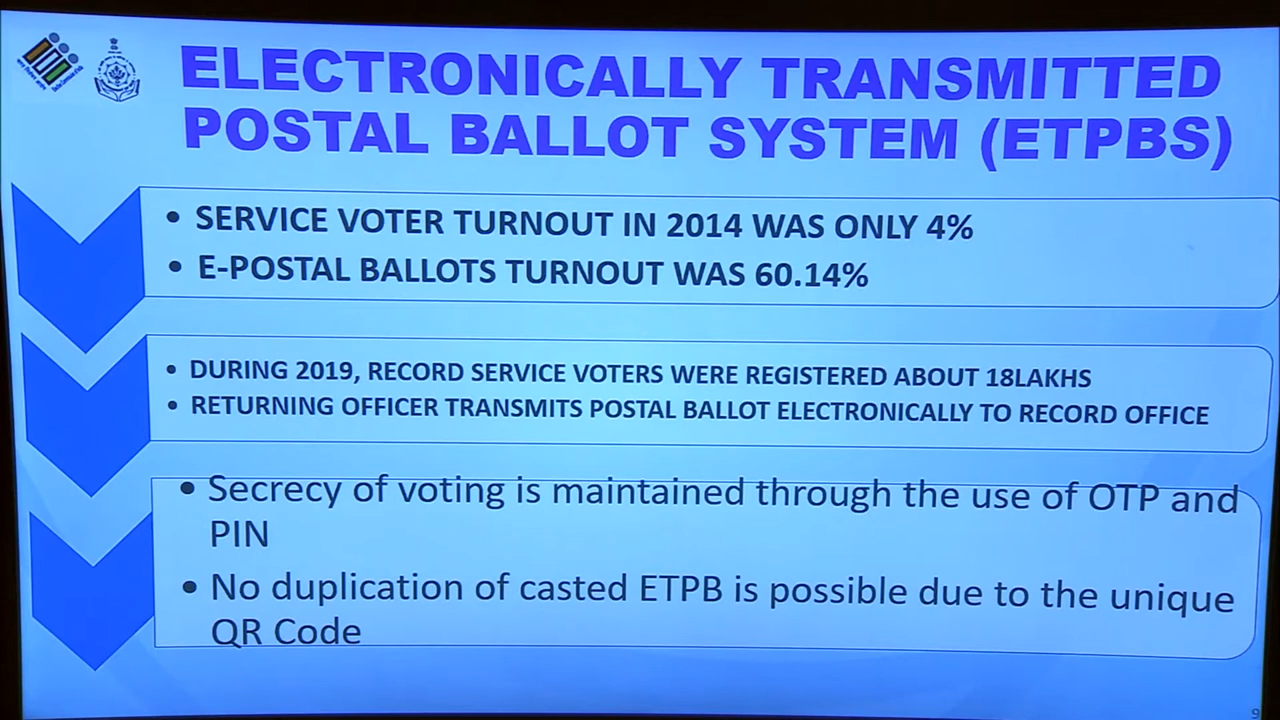 ELECTRONICALLY TRANSMITTED
POSTAL BALLOT SYSTEM (ETPBS)
• SERVICE VOTER TURNOUT IN 2014 WAS ONLY 4%
• E-POSTAL BALLOTS TURNOUT WAS 60.14%
• DURING 2019, RECORD SERVICE VOTERS WERE REGISTERED ABOUT 18LAKHS
• RETURNING OFFICER TRANSMITS POSTAL BALLOT ELECTRONICALLY TO RECORD OFFICE
• Secrecy of voting is maintained through the use of OTP and
PIN
• No duplication of casted ETPB is possible due to the unique
QR Code
9